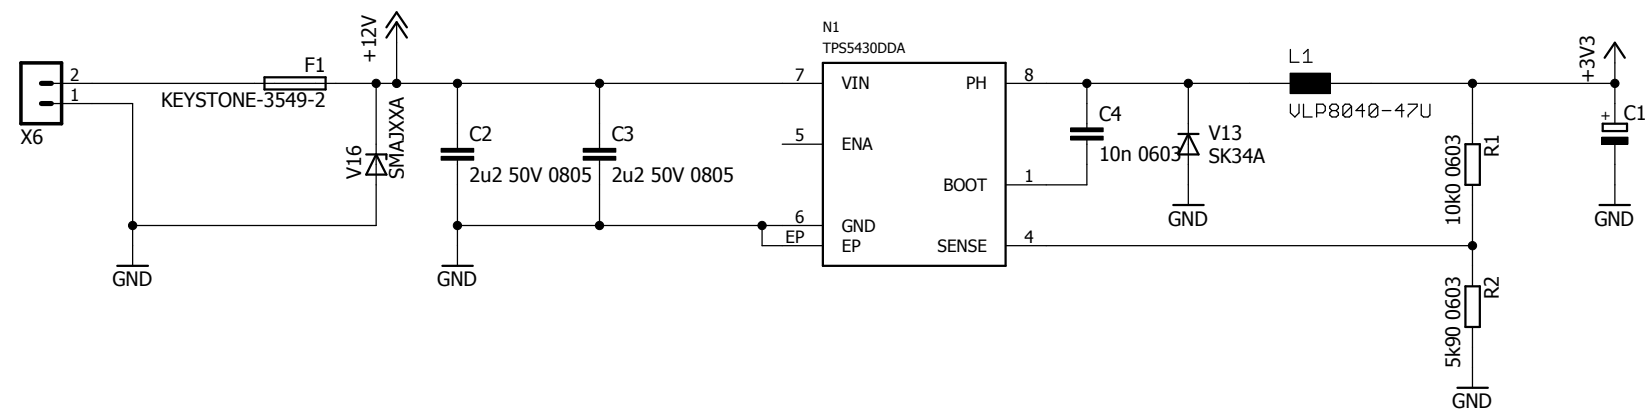 X6
2
1
F1
KEYSTONE-3549-2
GND
+12V
V16
SMAJXXA
C2
2u2 50V 0805
GND
C3
2u2 50V 0805
N1
TPS5430DDA
7
5
6
EP
VIN
ENA
GND
EP
PH
BOOT
SENSE
8
1
4
C4
10n 0603
V13
SK34A
GND
L1
VLP8040-47U
R1
10k0 0603
R2
5k90 0603
GND
+3V3
+
C1
GND